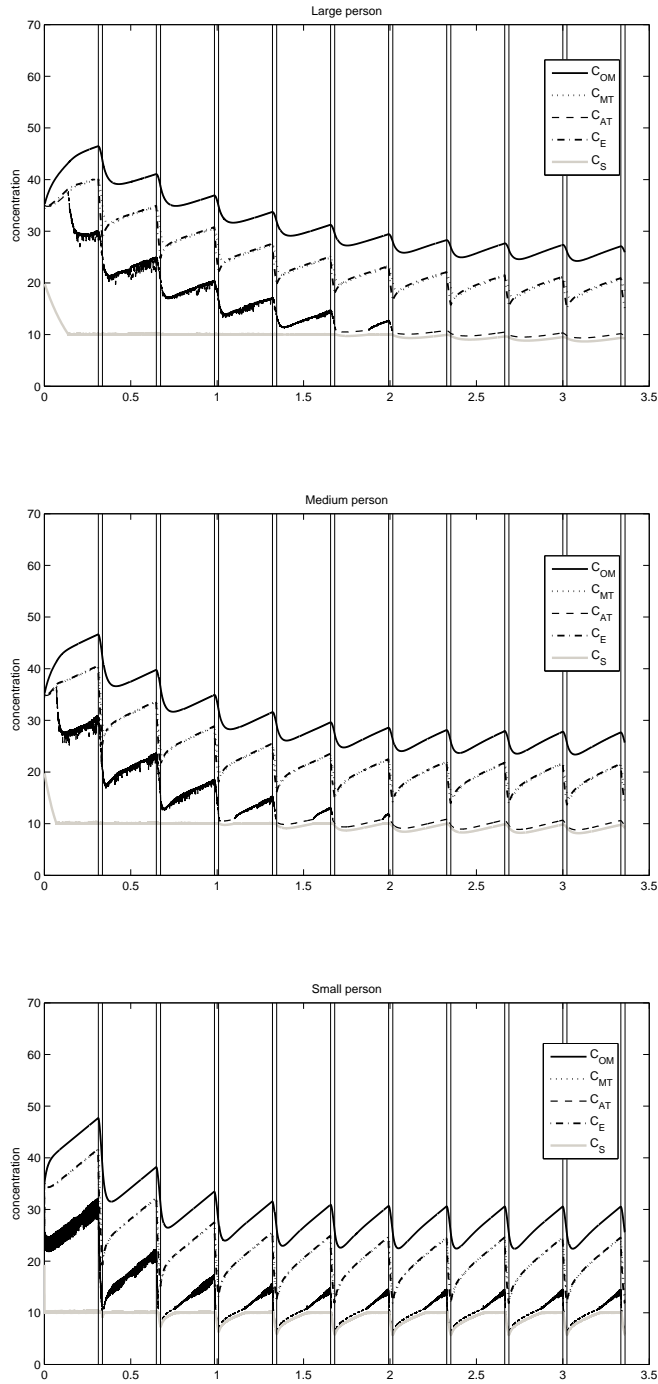 Large person
70
60
50
40
30
20
10
0
concentration
C_OM
C_MT
C_AT
C_E
C_S
0 0.5 1 1.5 2 2.5 3 3.5
Medium person
70
60
50
40
30
20
10
0
concentration
C_OM
C_MT
C_AT
C_E
C_S
0 0.5 1 1.5 2 2.5 3 3.5
Small person
70
60
50
40
30
20
10
0
concentration
C_OM
C_MT
C_AT
C_E
C_S
0 0.5 1 1.5 2 2.5 3 3.5